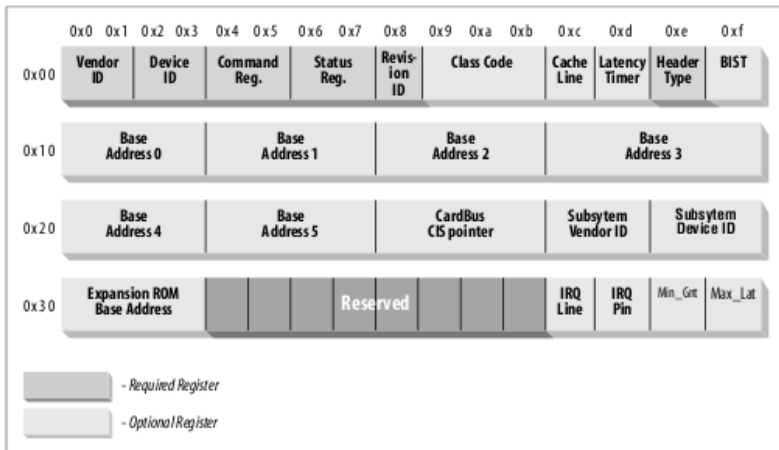 0x0 0x1 0x2 0x3 0x4 0x5 0x6 0x7 0x8 0x9 0xa 0xb 0xc 0xd 0xe 0xf
0x00
Vendor
ID
Device
ID
Command
Reg.
Status
Reg.
Revis-
ion
ID
Class Code
Cache
Line
Latency
Timer
Header
Type
BIST
0x10
Base
Address 0
Base
Address 1
Base
Address 2
Base
Address 3
0x20
Base
Address 4
Base
Address 5
CardBus
CIS pointer
Subsytem
Vendor ID
Subsytem
Device ID
0x30
Expansion ROM
Base Address
Reserved
IRQ
Line
IRQ
Pin
Min_Gnt
Max_Lat
- Required Register
- Optional Register